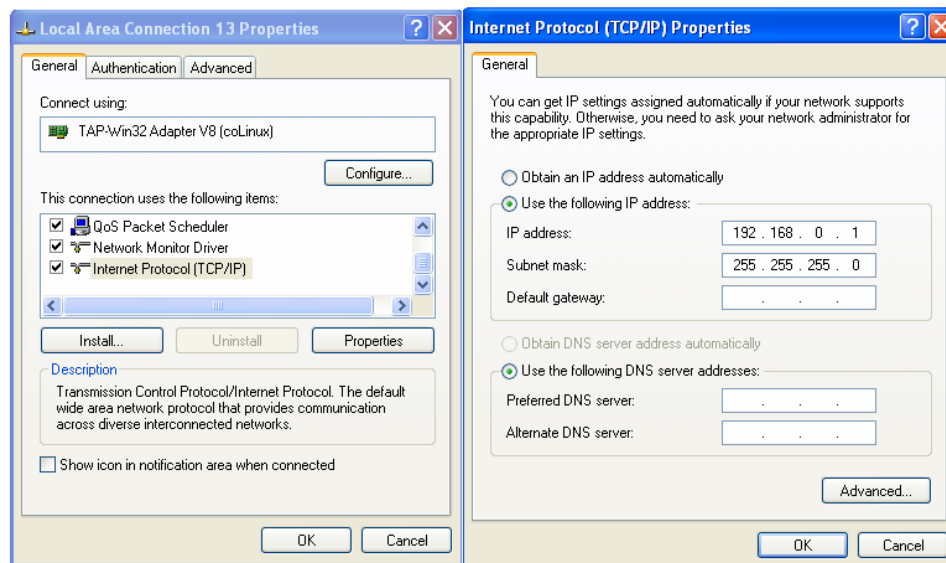 Local Area Connection 13 Properties
General
Authentication
Advanced
Connect using:
TAP-Win32 Adapter V8 (coLinux)
Configure...
This connection uses the following items:
QoS Packet Scheduler
Network Monitor Driver
Internet Protocol (TCP/IP)
Install...
Uninstall
Properties
Description
Transmission Control Protocol/Internet Protocol. The default
wide area network protocol that provides communication
across diverse interconnected networks.
Show icon in notification area when connected
OK
Cancel
Internet Protocol (TCP/IP) Properties
General
You can get IP settings assigned automatically if your network supports
this capability. Otherwise, you need to ask your network administrator for
the appropriate IP settings.
Obtain an IP address automatically
Use the following IP address:
IP address:
192 . 168 . 0 . 1
Subnet mask:
255 . 255 . 255 . 0
Default gateway:
. . .
Obtain DNS server address automatically
Use the following DNS server addresses:
Preferred DNS server:
. . .
Alternate DNS server:
. . .
Advanced...
OK
Cancel